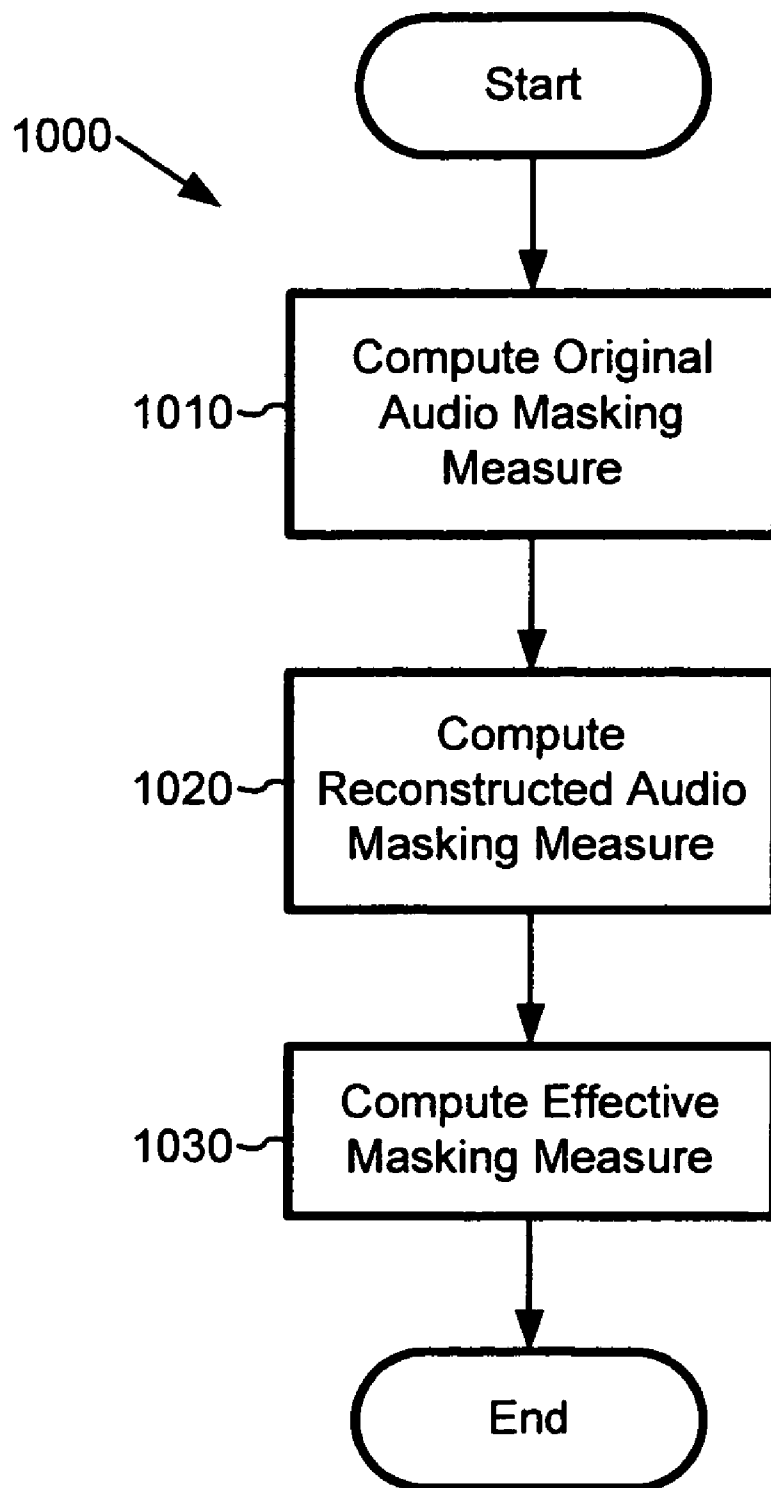 Start
1000
Compute Original
Audio Masking
Measure
1010
Compute
Reconstructed Audio
Masking Measure
1020
Compute Effective
Masking Measure
1030
End